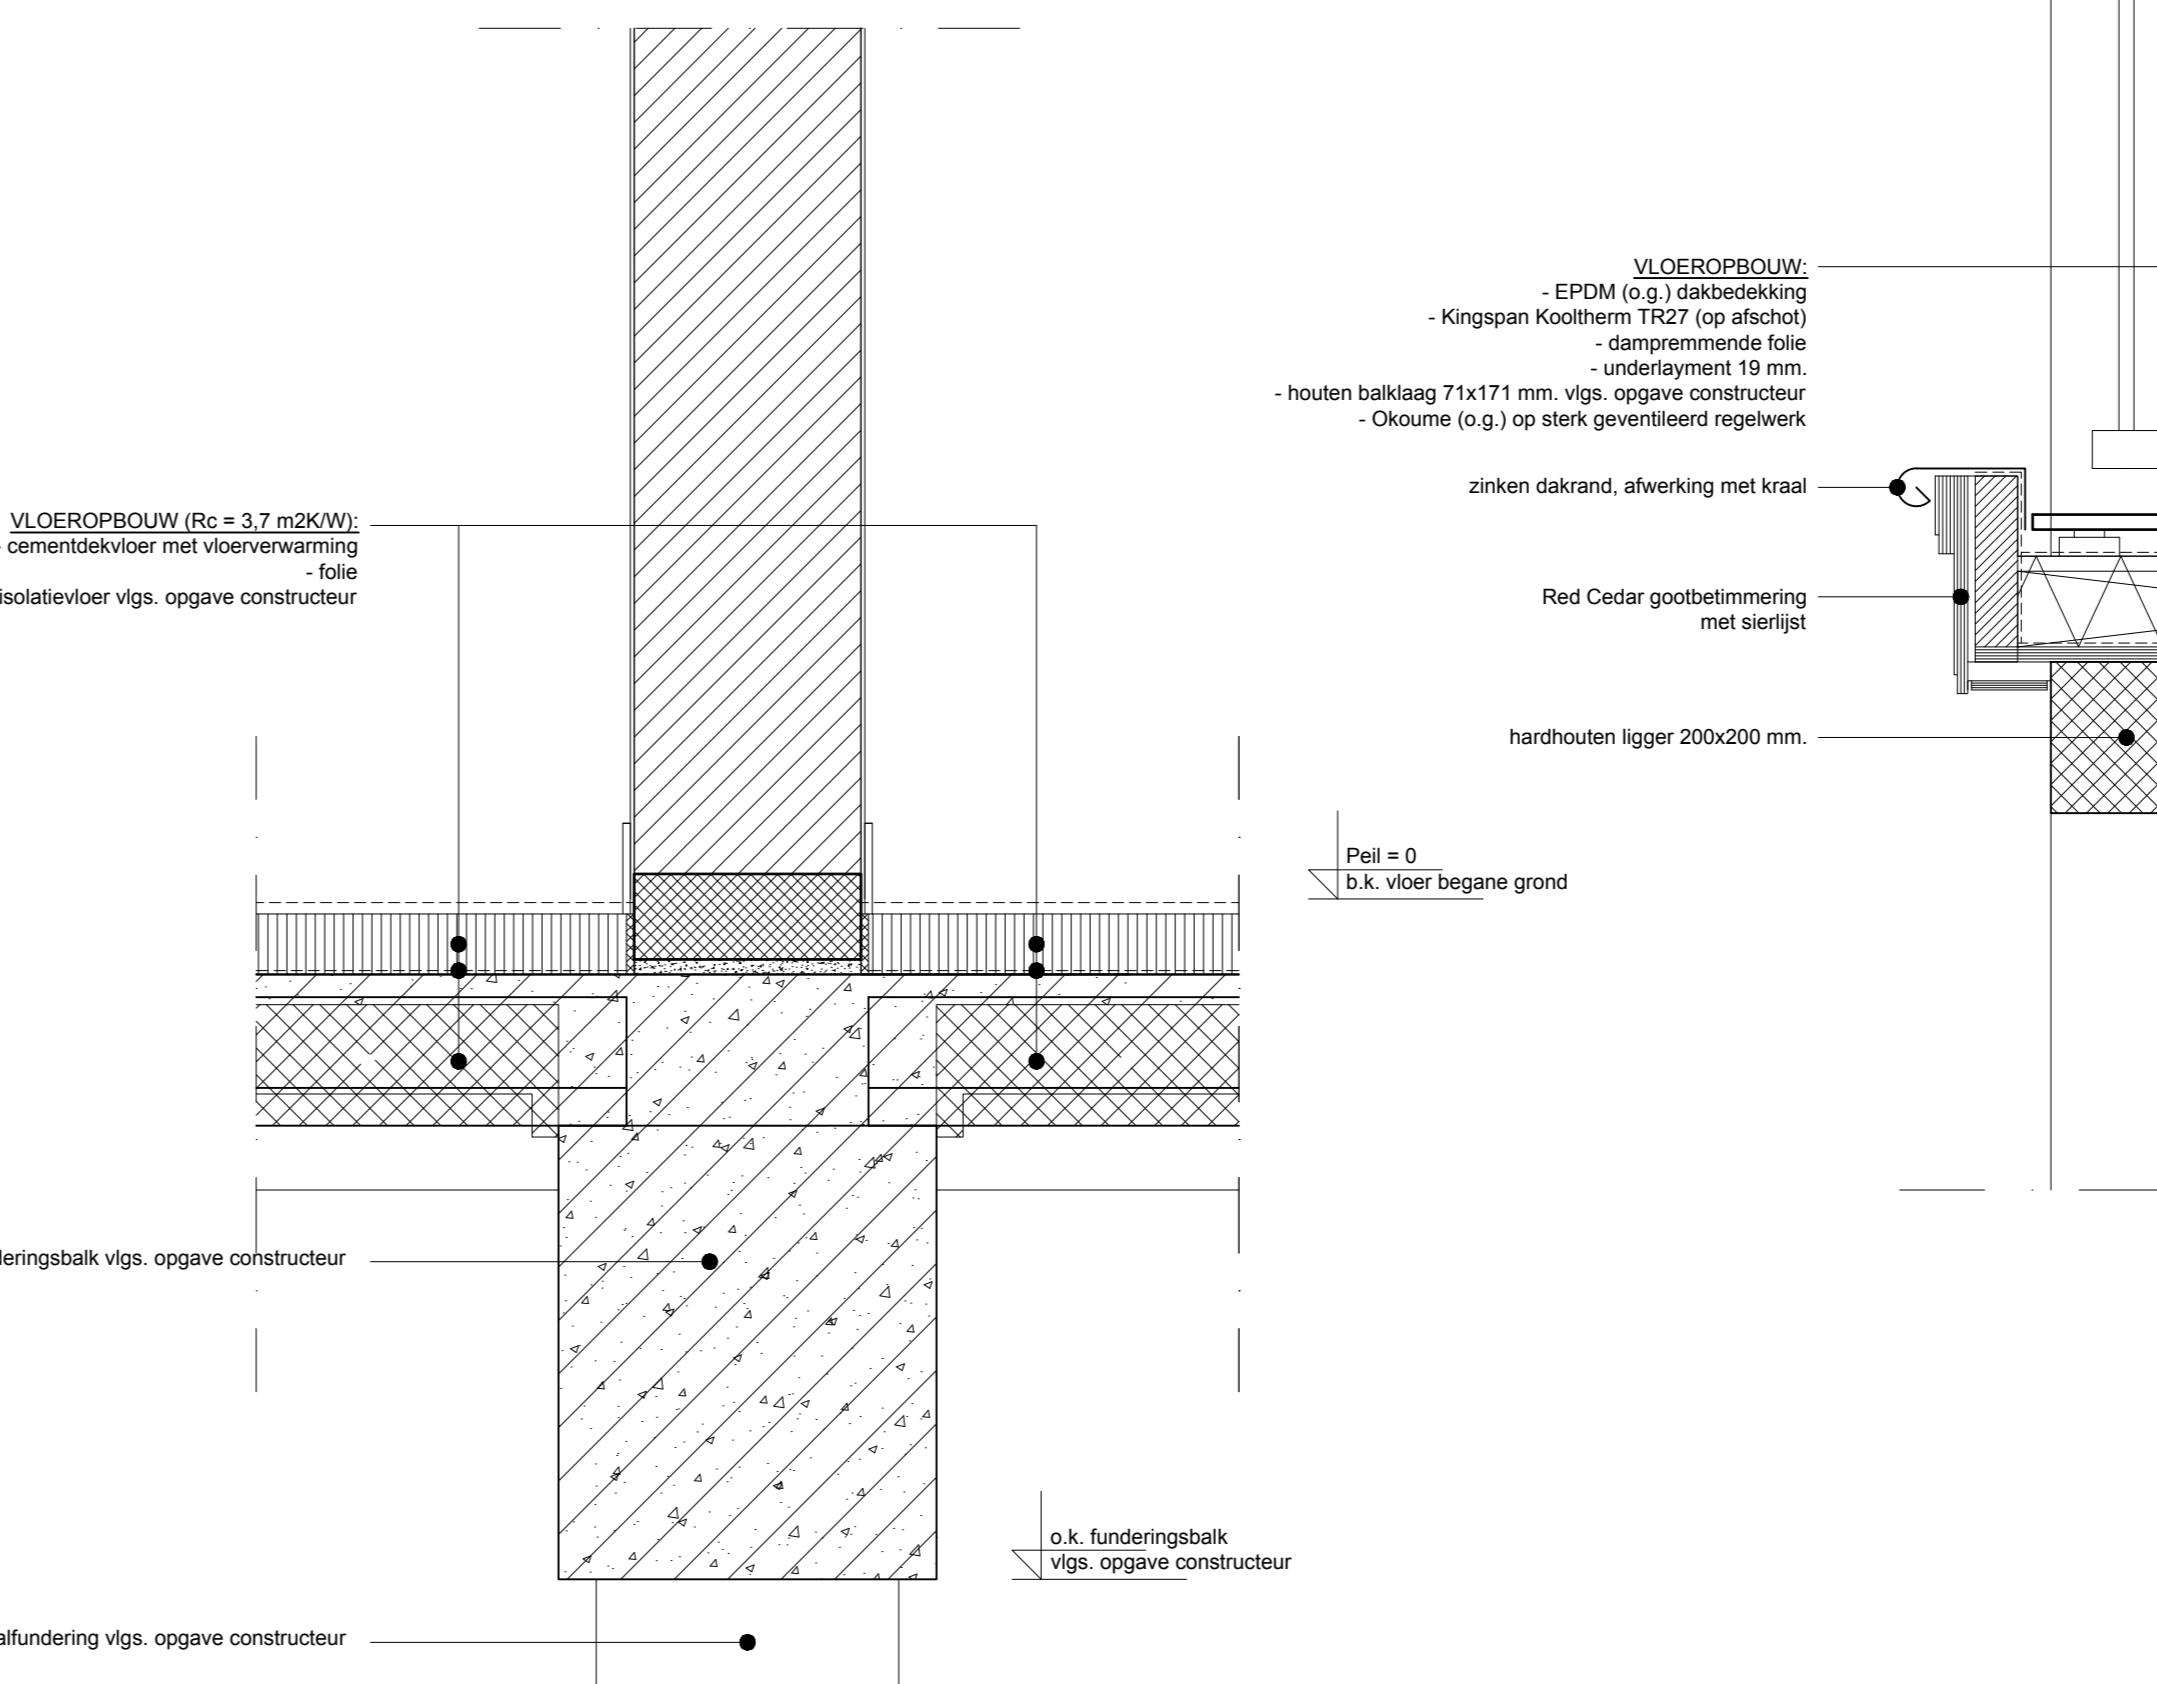 VLOEROPBOUW (Rc = 3,7 m2K/W):
- cementdekvloer met vloerverwarming
- folie
isolatievloer vlgs. opgave constructeur
vlgs. opgave constructeur
vlgs. opgave constructeur
o.k. funderingsbalk
vlgs. opgave constructeur
Peil = 0
b.k. vloer begane grond
VLOEROPBOUW:
- EPDM (o.g.) dakbedekking
- Kingspan Kooltherm TR27 (op afschot)
- dampremmende folie
- underlayment 19 mm.
- houten balklaag 71x171 mm. vlgs. opgave constructeur
- Okoume (o.g.) op sterk geventileerd regelwerk
zinken dakrand, afwerking met kraal
Red Cedar gootbetimmering
met sierlijst
hardhouten ligger 200x200 mm.